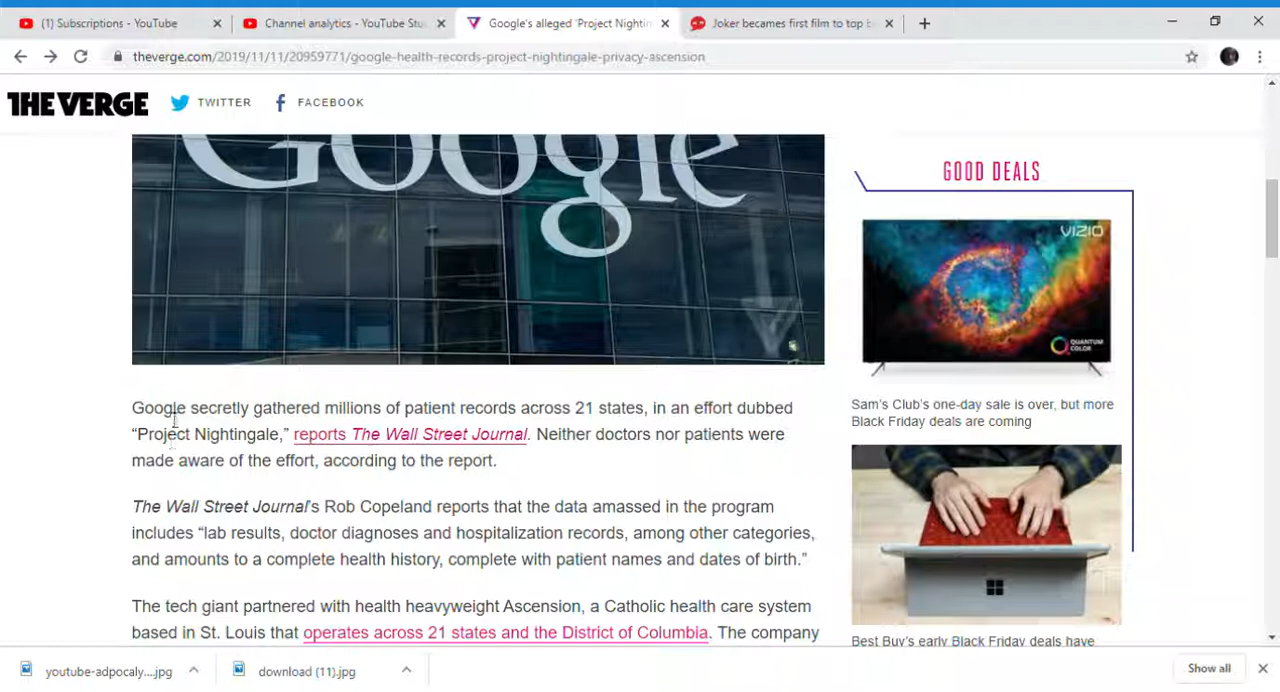 (1) Subscriptions - YouTube
Channel analytics - YouTube Stu
Google's alleged 'Project Nightin
Joker becames first film to top b
theverge.com/2019/11/11/20959771/google-health-records-project-nightingale-privacy-ascension
THE VERGE
TWITTER
FACEBOOK
Google
GOOD DEALS
VIZIO
QUANTUM
COLOR
Sam's Club's one-day sale is over, but more
Black Friday deals are coming
Google secretly gathered millions of patient records across 21 states, in an effort dubbed
“Project Nightingale,” reports The Wall Street Journal. Neither doctors nor patients were
made aware of the effort, according to the report.
The Wall Street Journal's Rob Copeland reports that the data amassed in the program
includes “lab results, doctor diagnoses and hospitalization records, among other categories,
and amounts to a complete health history, complete with patient names and dates of birth.”
The tech giant partnered with health heavyweight Ascension, a Catholic health care system
based in St. Louis that operates across 21 states and the District of Columbia. The company
Best Buy's early Black Friday deals have
youtube-adpocaly....jpg
download (11).jpg
Show all